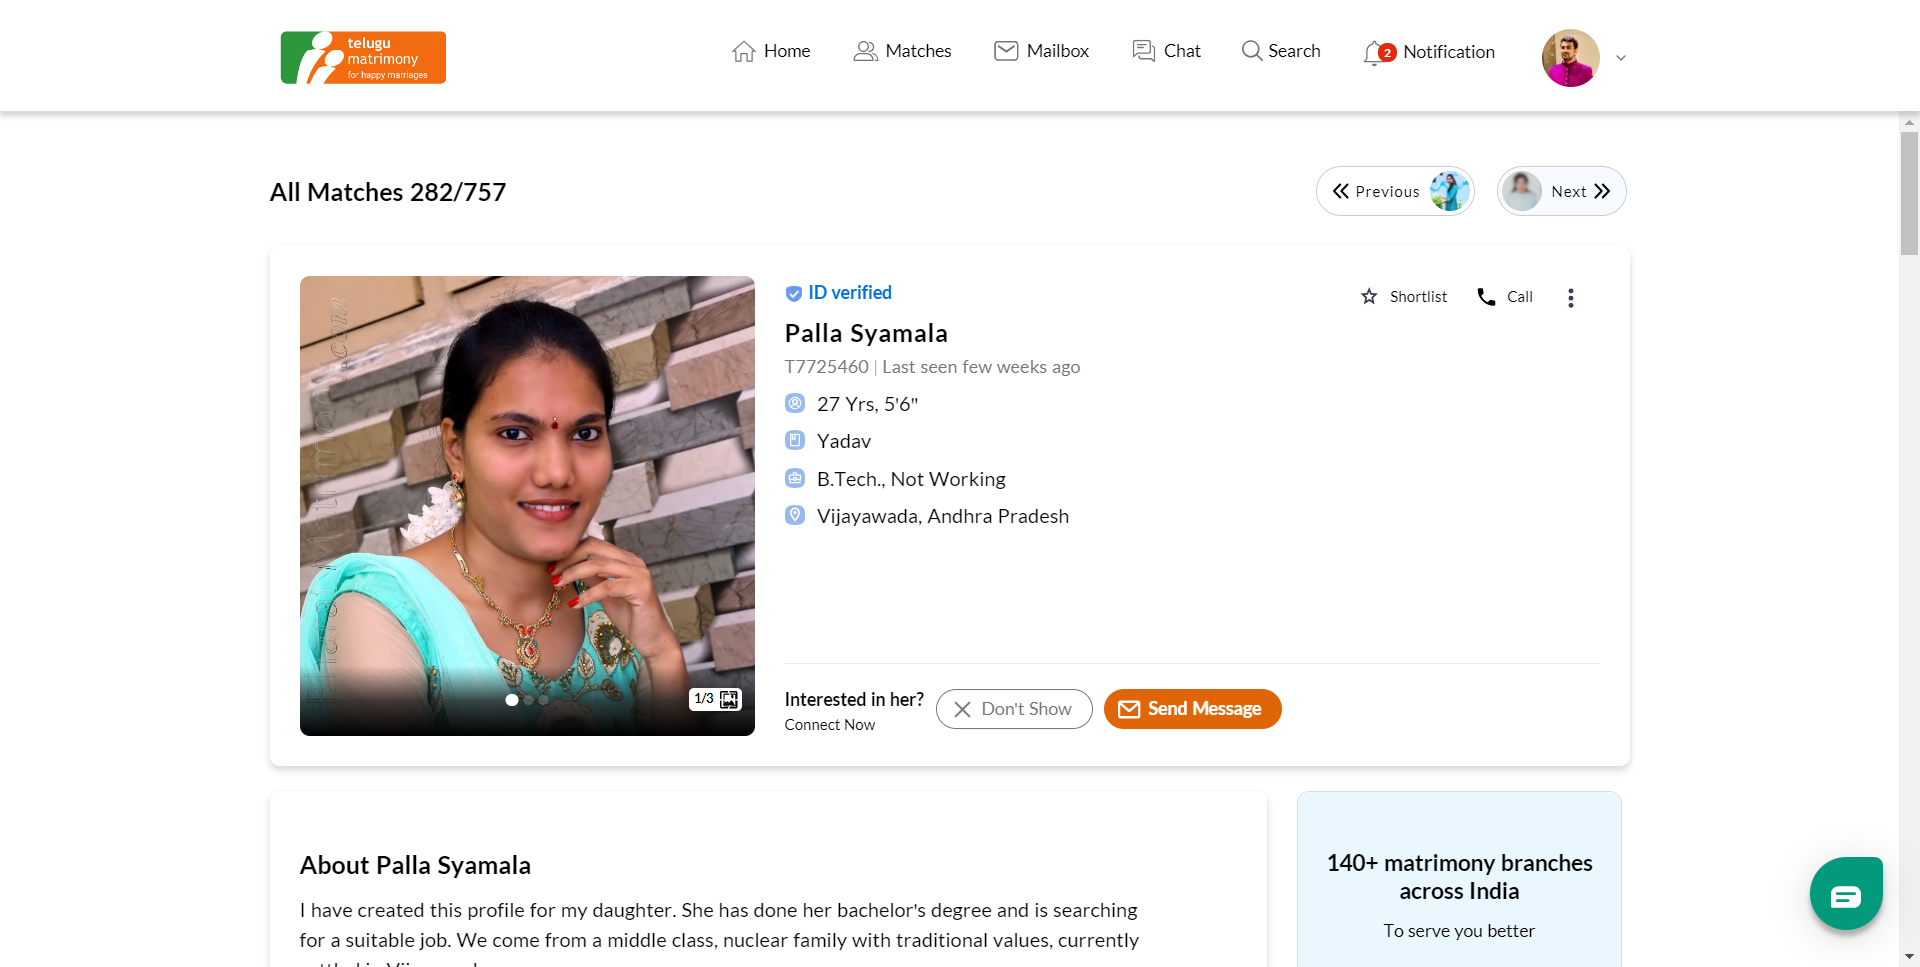 telugu
matrimony
for happy marriages
Home
Matches
Mailbox
Chat
Search
2
Notification
All Matches 282/757
Previous
Next
ID verified
Shortlist
Call
Palla Syamala
T7725460 | Last seen few weeks ago
27 Yrs, 5'6"
Yadav
B.Tech., Not Working
Vijayawada, Andhra Pradesh
1/3
Interested in her?
Connect Now
Don't Show
Send Message
About Palla Syamala
I have created this profile for my daughter. She has done her bachelor's degree and is searching
for a suitable job. We come from a middle class, nuclear family with traditional values, currently
140+ matrimony branches
across India
To serve you better